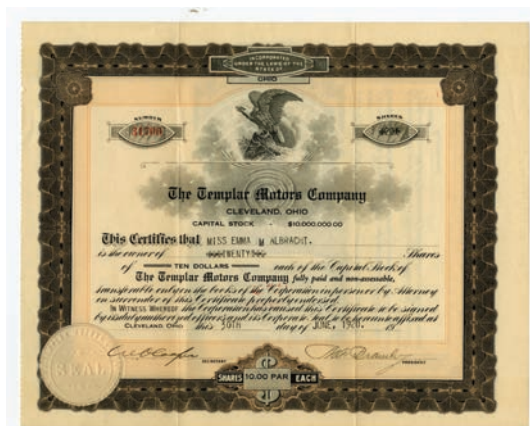 INCORPORATED
UNDER THE LAWS OF THE
STATE OF
OHIO
NUMBER
SHARES
The Templar Motors Company
CLEVELAND, OHIO
CAPITAL STOCK - $10,000,000.00
This Certifies that MISS EMMA M ALBRACHT.
is the owner of TWENTY Shares
of TEN DOLLARS each of the Capital Stock of
The Templar Motors Company fully paid and non-assessable,
transferable only on the books of the Corporation in person or by Attorney
on surrender of this Certificate properly indorsed.
IN WITNESS WHEREOF the Corporation has caused this Certificate to be signed
by its duly authorized officers and its Corporate Seal to be hereunto affixed at
CLEVELAND, OHIO this 30TH day of JUNE, 1920. 19
SECRETARY
PRESIDENT
SEAL
SHARES 10.00 PAR EACH